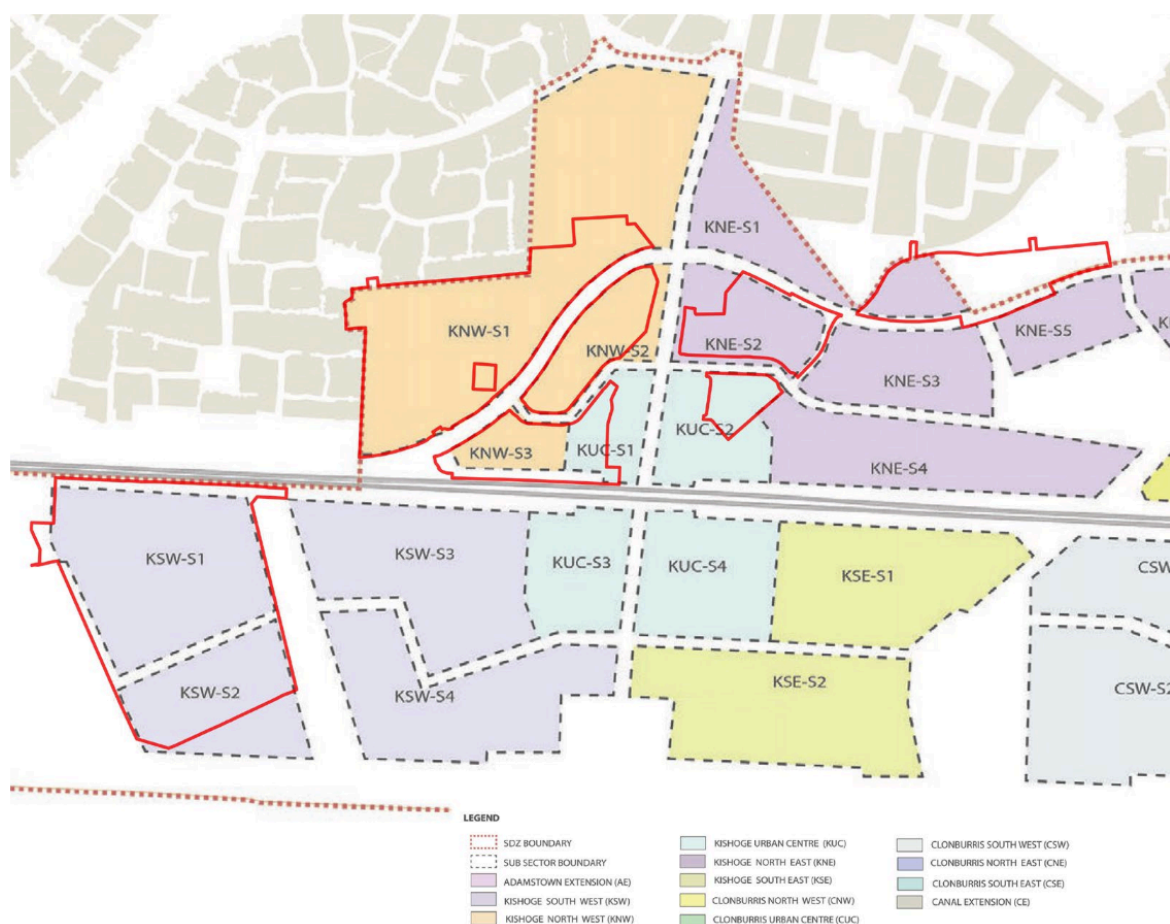 KNE-S1
KNW-S1
KNW-S2
KNE-S2
KNE-S5
KNE-S3
KNW-S3
KUC-S1
KUC-S2
KNE-S4
KSW-S1
KSW-S3
KUC-S3
KUC-S4
KSE-S1
CSW
KSW-S2
KSW-S4
KSE-S2
CSW-S2
LEGEND
SDZ BOUNDARY
SUB SECTOR BOUNDARY
ADAMSTOWN EXTENSION (AE)
KISHOGE SOUTH WEST (KSW)
KISHOGE NORTH WEST (KNW)
KISHOGE URBAN CENTRE (KUC)
KISHOGE NORTH EAST (KNE)
KISHOGE SOUTH EAST (KSE)
CLONBURRIS NORTH WEST (CNW)
CLONBURRIS URBAN CENTRE (CUC)
CLONBURRIS SOUTH WEST (CSW)
CLONBURRIS NORTH EAST (CNE)
CLONBURRIS SOUTH EAST (CSE)
CANAL EXTENSION (CE)